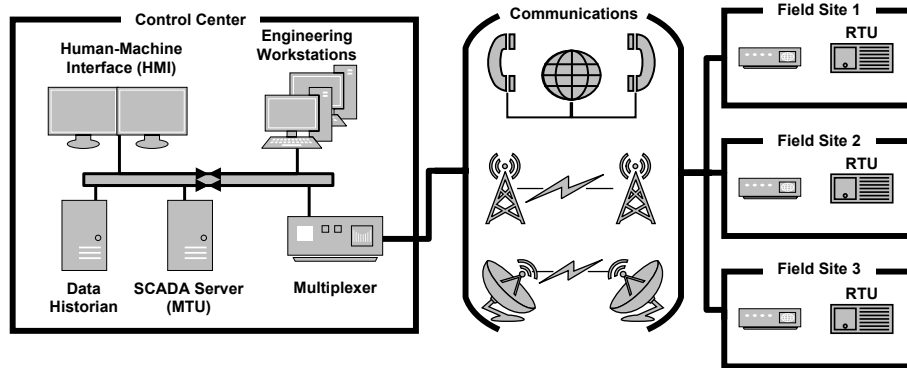 Control Center
Human-Machine
Interface (HMI)
Engineering
Workstations
Data
Historian
SCADA Server
(MTU)
Multiplexer
Communications
Field Site 1
RTU
Field Site 2
RTU
Field Site 3
RTU